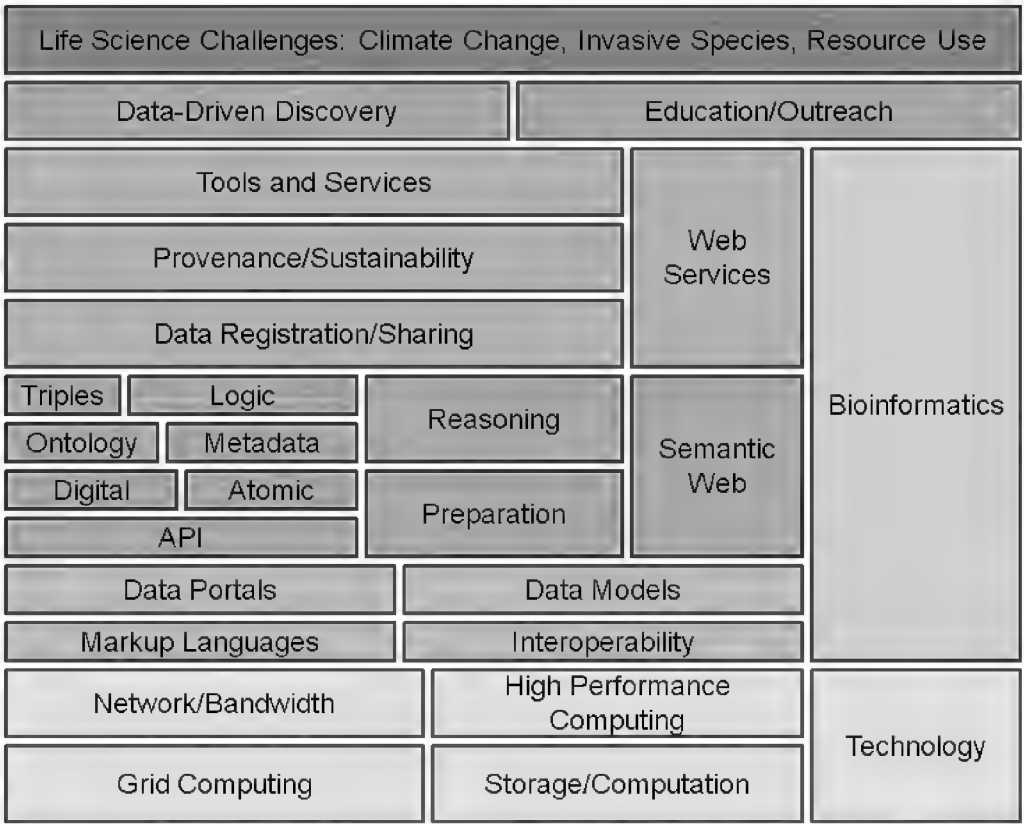 Life Science Challenges: Climate Change, Invasive Species, Resource Use
Data-Driven Discovery
Education/Outreach
Tools and Services
Provenance/Sustainability
Data Registration/Sharing
Web
Services
Bioinformatics
Triples
Logic
Ontology
Metadata
Digital
Atomic
API
Reasoning
Preparation
Semantic
Web
Data Portals
Data Models
Markup Languages
Interoperability
Network/Bandwidth
High Performance
Computing
Grid Computing
Storage/Computation
Technology